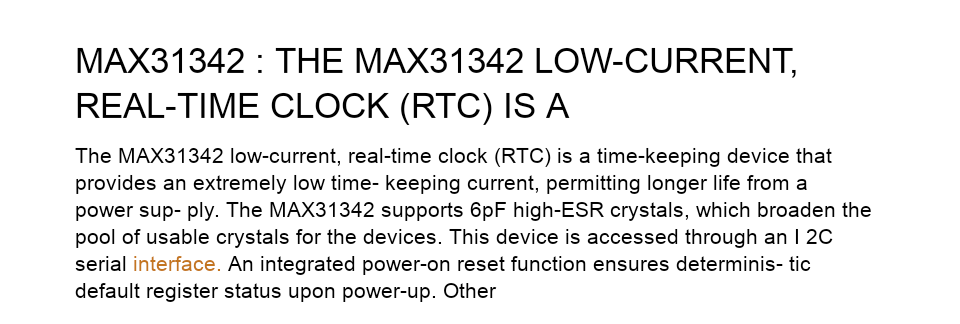 MAX31342 : THE MAX31342 LOW-CURRENT,
REAL-TIME CLOCK (RTC) IS A
The MAX31342 low-current, real-time clock (RTC) is a time-keeping device that
provides an extremely low time- keeping current, permitting longer life from a
power sup- ply. The MAX31342 supports 6pF high-ESR crystals, which broaden the
pool of usable crystals for the devices. This device is accessed through an I 2C
serial interface. An integrated power-on reset function ensures determinis- tic
default register status upon power-up. Other